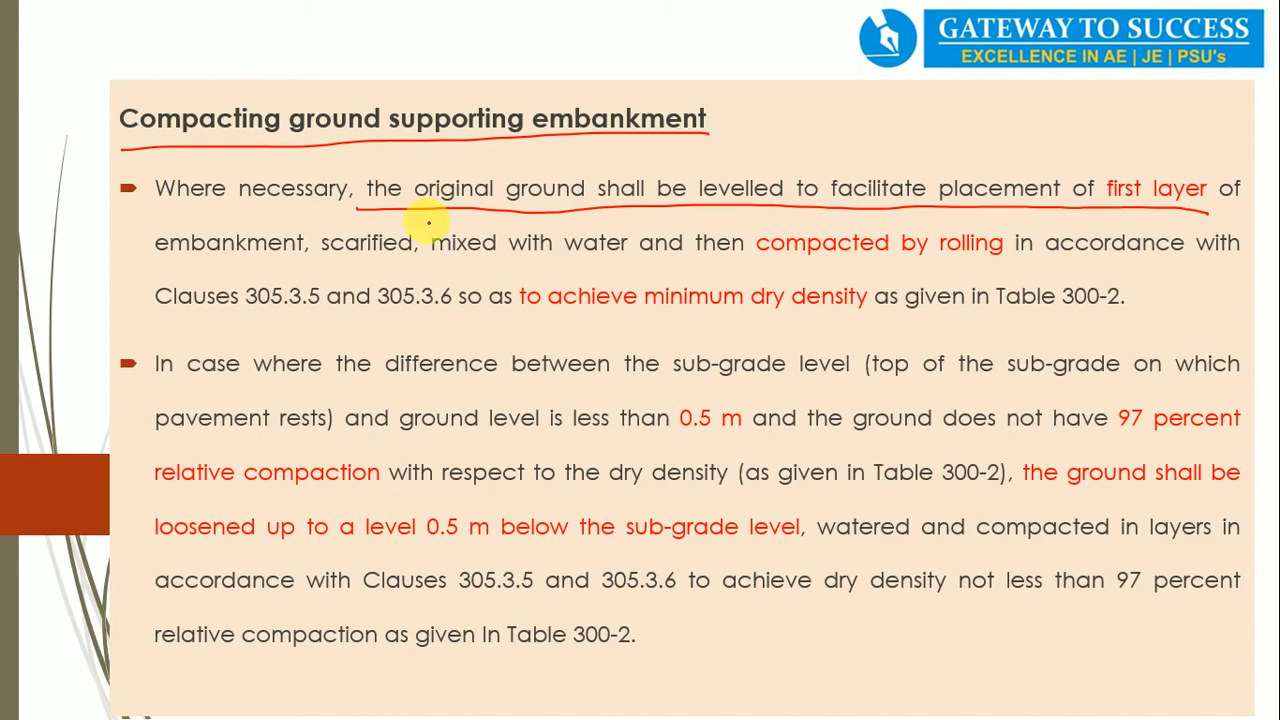 GATEWAY TO SUCCESS
EXCELLENCE IN AE | JE | PSU's
Compacting ground supporting embankment
Where necessary, the original ground shall be levelled to facilitate placement of first layer of
embankment, scarified, mixed with water and then compacted by rolling in accordance with
Clauses 305.3.5 and 305.3.6 so as to achieve minimum dry density as given in Table 300-2.
In case where the difference between the sub-grade level (top of the sub-grade on which
pavement rests) and ground level is less than 0.5 m and the ground does not have 97 percent
relative compaction with respect to the dry density (as given in Table 300-2), the ground shall be
loosened up to a level 0.5 m below the sub-grade level, watered and compacted in layers in
accordance with Clauses 305.3.5 and 305.3.6 to achieve dry density not less than 97 percent
relative compaction as given In Table 300-2.